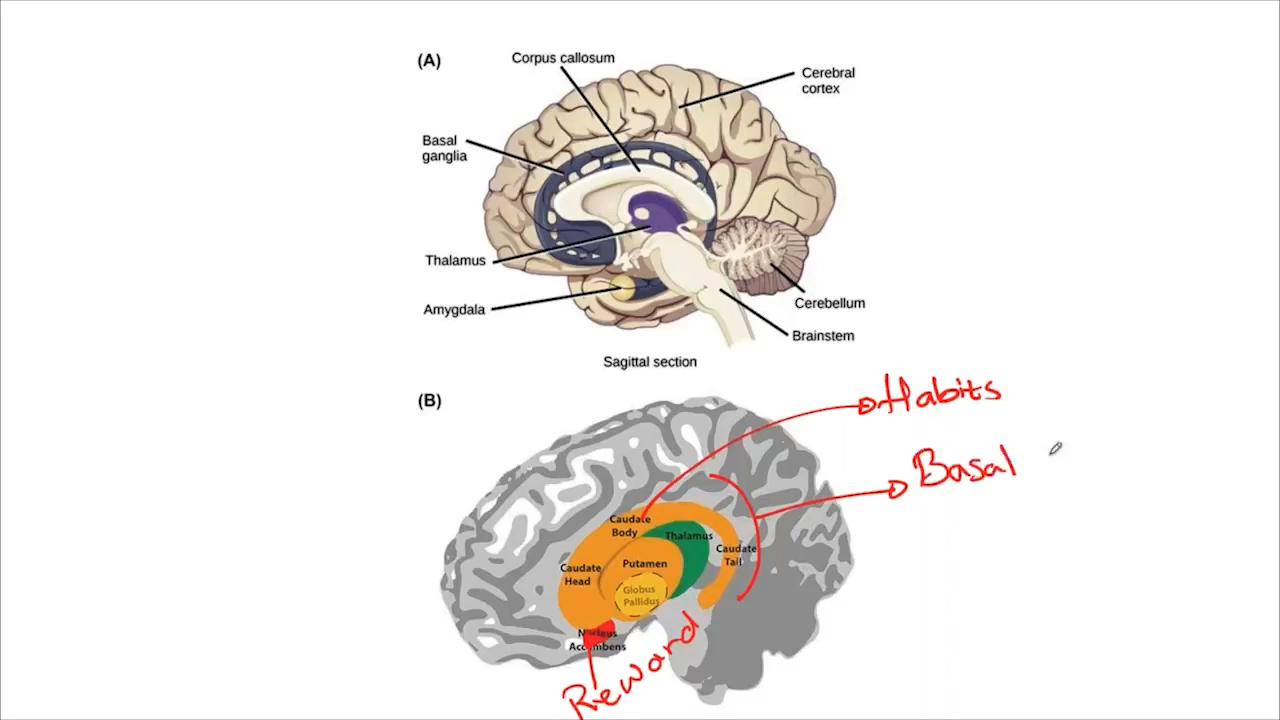 (A)
Corpus callosum
Cerebral
cortex
Basal
ganglia
Thalamus
Amygdala
Cerebellum
Brainstem
Sagittal section
(B)
Habits
Basal
Caudate
Body
Thalamus
Caudate
Tail
Putamen
Caudate
Head
Globus
Pallidus
Nucleus
Accumbens
Reward